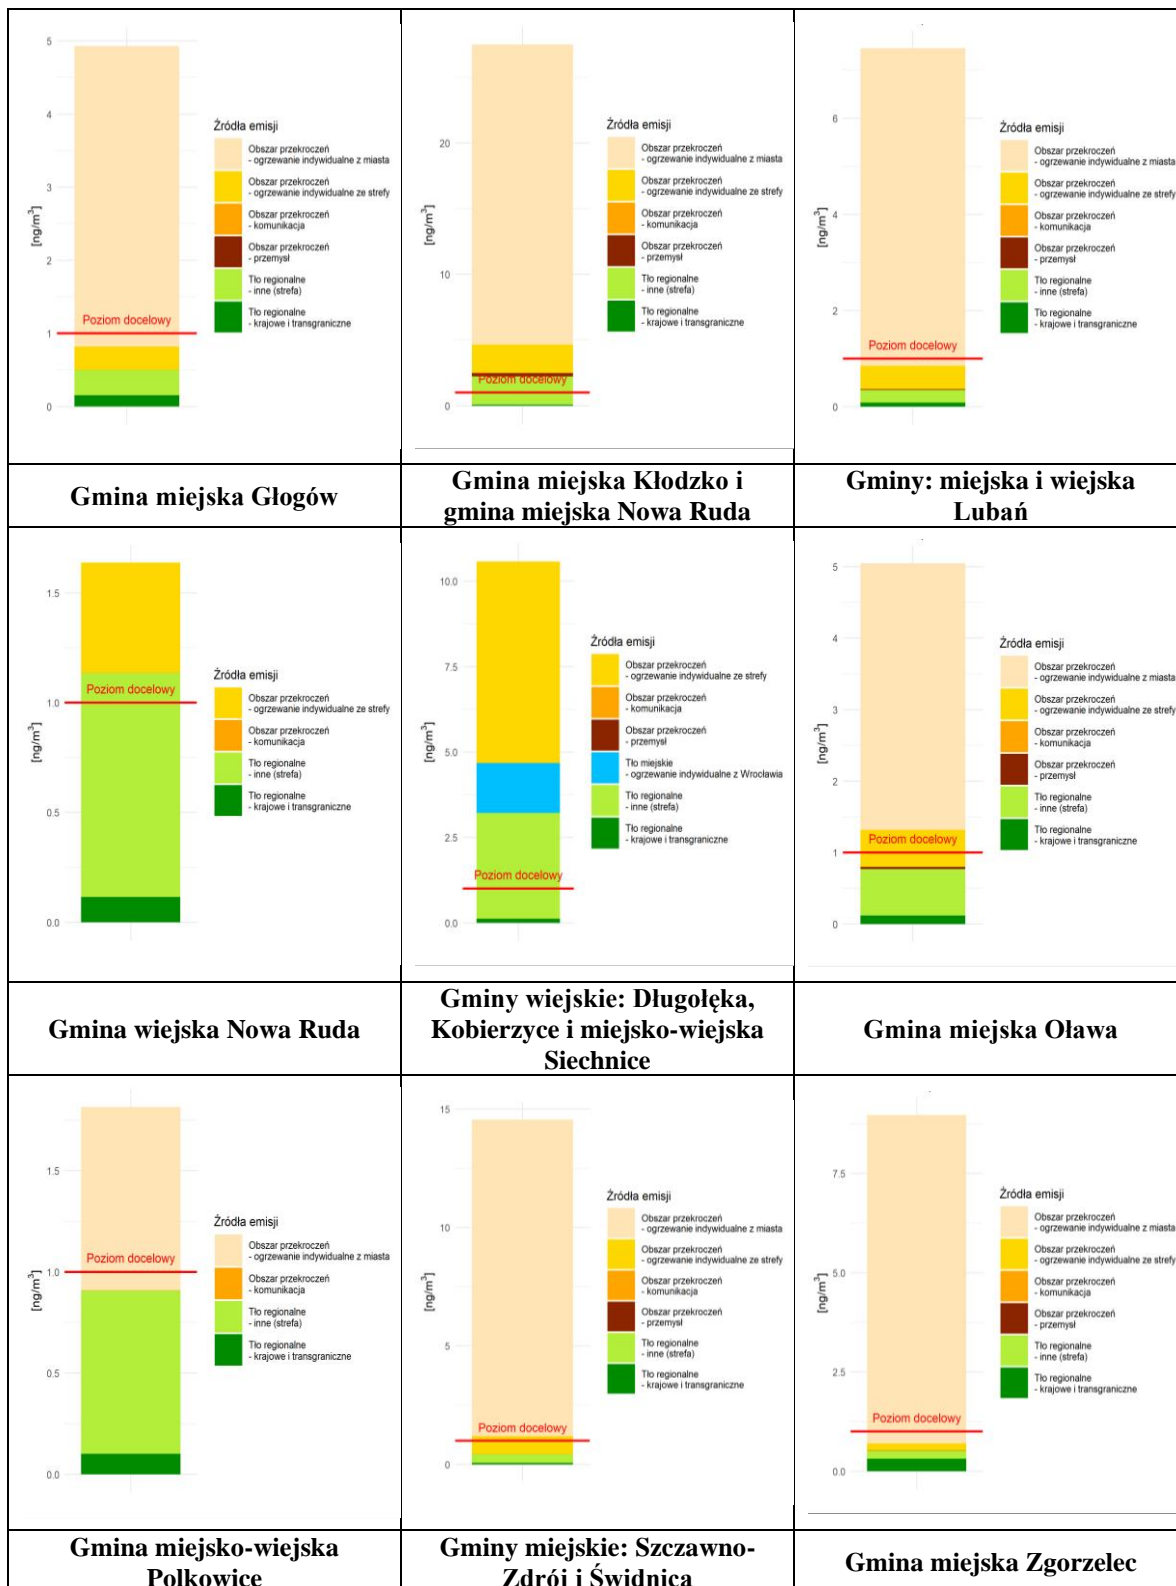 5
4
3
2
1
0
[ng/m³]
Poziom docelowy
Źródła emisji
Obszar przekroczeń
- ogrzewanie indywidualne z miasta
Obszar przekroczeń
- ogrzewanie indywidualne ze strefy
Obszar przekroczeń
- komunikacja
Obszar przekroczeń
- przemysł
Tło regionalne
- inne (strefa)
Tło regionalne
- krajowe i transgraniczne
20
10
0
[ng/m³]
Poziom docelowy
Źródła emisji
Obszar przekroczeń
- ogrzewanie indywidualne z miasta
Obszar przekroczeń
- ogrzewanie indywidualne ze strefy
Obszar przekroczeń
- komunikacja
Obszar przekroczeń
- przemysł
Tło regionalne
- inne (strefa)
Tło regionalne
- krajowe i transgraniczne
6
4
2
0
[ng/m³]
Poziom docelowy
Źródła emisji
Obszar przekroczeń
- ogrzewanie indywidualne z miasta
Obszar przekroczeń
- ogrzewanie indywidualne ze strefy
Obszar przekroczeń
- komunikacja
Obszar przekroczeń
- przemysł
Tło regionalne
- inne (strefa)
Tło regionalne
- krajowe i transgraniczne
Gmina miejska Głogów
Gmina miejska Kłodzko i
gmina miejska Nowa Ruda
Gminy: miejska i wiejska
Lubań
1.5
1.0
0.5
0.0
[ng/m³]
Poziom docelowy
Źródła emisji
Obszar przekroczeń
- ogrzewanie indywidualne ze strefy
Obszar przekroczeń
- komunikacja
Tło regionalne
- inne (strefa)
Tło regionalne
- krajowe i transgraniczne
10.0
7.5
5.0
2.5
0.0
[ng/m³]
Poziom docelowy
Źródła emisji
Obszar przekroczeń
- ogrzewanie indywidualne ze strefy
Obszar przekroczeń
- komunikacja
Obszar przekroczeń
- przemysł
Tło miejskie
- ogrzewanie indywidualne z Wrocławia
Tło regionalne
- inne (strefa)
Tło regionalne
- krajowe i transgraniczne
5
4
3
2
1
0
[ng/m³]
Poziom docelowy
Źródła emisji
Obszar przekroczeń
- ogrzewanie indywidualne z miasta
Obszar przekroczeń
- ogrzewanie indywidualne ze strefy
Obszar przekroczeń
- komunikacja
Obszar przekroczeń
- przemysł
Tło regionalne
- inne (strefa)
Tło regionalne
- krajowe i transgraniczne
Gmina wiejska Nowa Ruda
Gminy wiejskie: Długołęka,
Kobierzyce i miejsko-wiejska
Siechnice
Gmina miejska Oława
1.5
1.0
0.5
0.0
[ng/m³]
Poziom docelowy
Źródła emisji
Obszar przekroczeń
- ogrzewanie indywidualne z miasta
Obszar przekroczeń
- komunikacja
Tło regionalne
- inne (strefa)
Tło regionalne
- krajowe i transgraniczne
15
10
5
0
[ng/m³]
Poziom docelowy
Źródła emisji
Obszar przekroczeń
- ogrzewanie indywidualne z miasta
Obszar przekroczeń
- ogrzewanie indywidualne ze strefy
Obszar przekroczeń
- komunikacja
Obszar przekroczeń
- przemysł
Tło regionalne
- inne (strefa)
Tło regionalne
- krajowe i transgraniczne
7.5
5.0
2.5
0.0
[ng/m³]
Poziom docelowy
Źródła emisji
Obszar przekroczeń
- ogrzewanie indywidualne z miasta
Obszar przekroczeń
- ogrzewanie indywidualne ze strefy
Obszar przekroczeń
- komunikacja
Obszar przekroczeń
- przemysł
Tło regionalne
- inne (strefa)
Tło regionalne
- krajowe i transgraniczne
Gmina miejsko-wiejska
Polkowice
Gminy miejskie: Szczawno-
Zdrój i Świdnica
Gmina miejska Zgorzelec